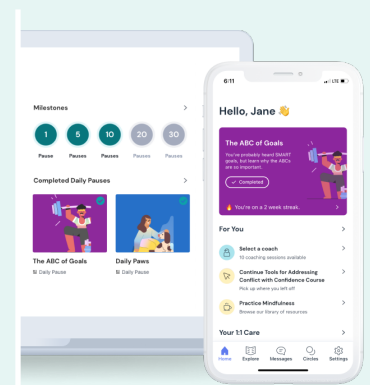 Milestones
1
5
10
20
30
Pause
Pauses
Pauses
Pauses
Pauses
Completed Daily Pauses
The ABC of Goals
Daily Pause
Daily Paws
Daily Pause
6:11
LTE
Hello, Jane 👋
The ABC of Goals
You've probably heard SMART
goals, but learn why the ABCs
are so important.
Completed
You're on a 2 week streak.
For You
Select a coach
10 coaching sessions available
Continue Tools for Addressing
Conflict with Confidence Course
Pick up where you left off
Practice Mindfulness
Browse our library of resources
Your 1:1 Care
Home
Explore
Messages
Circles
Settings